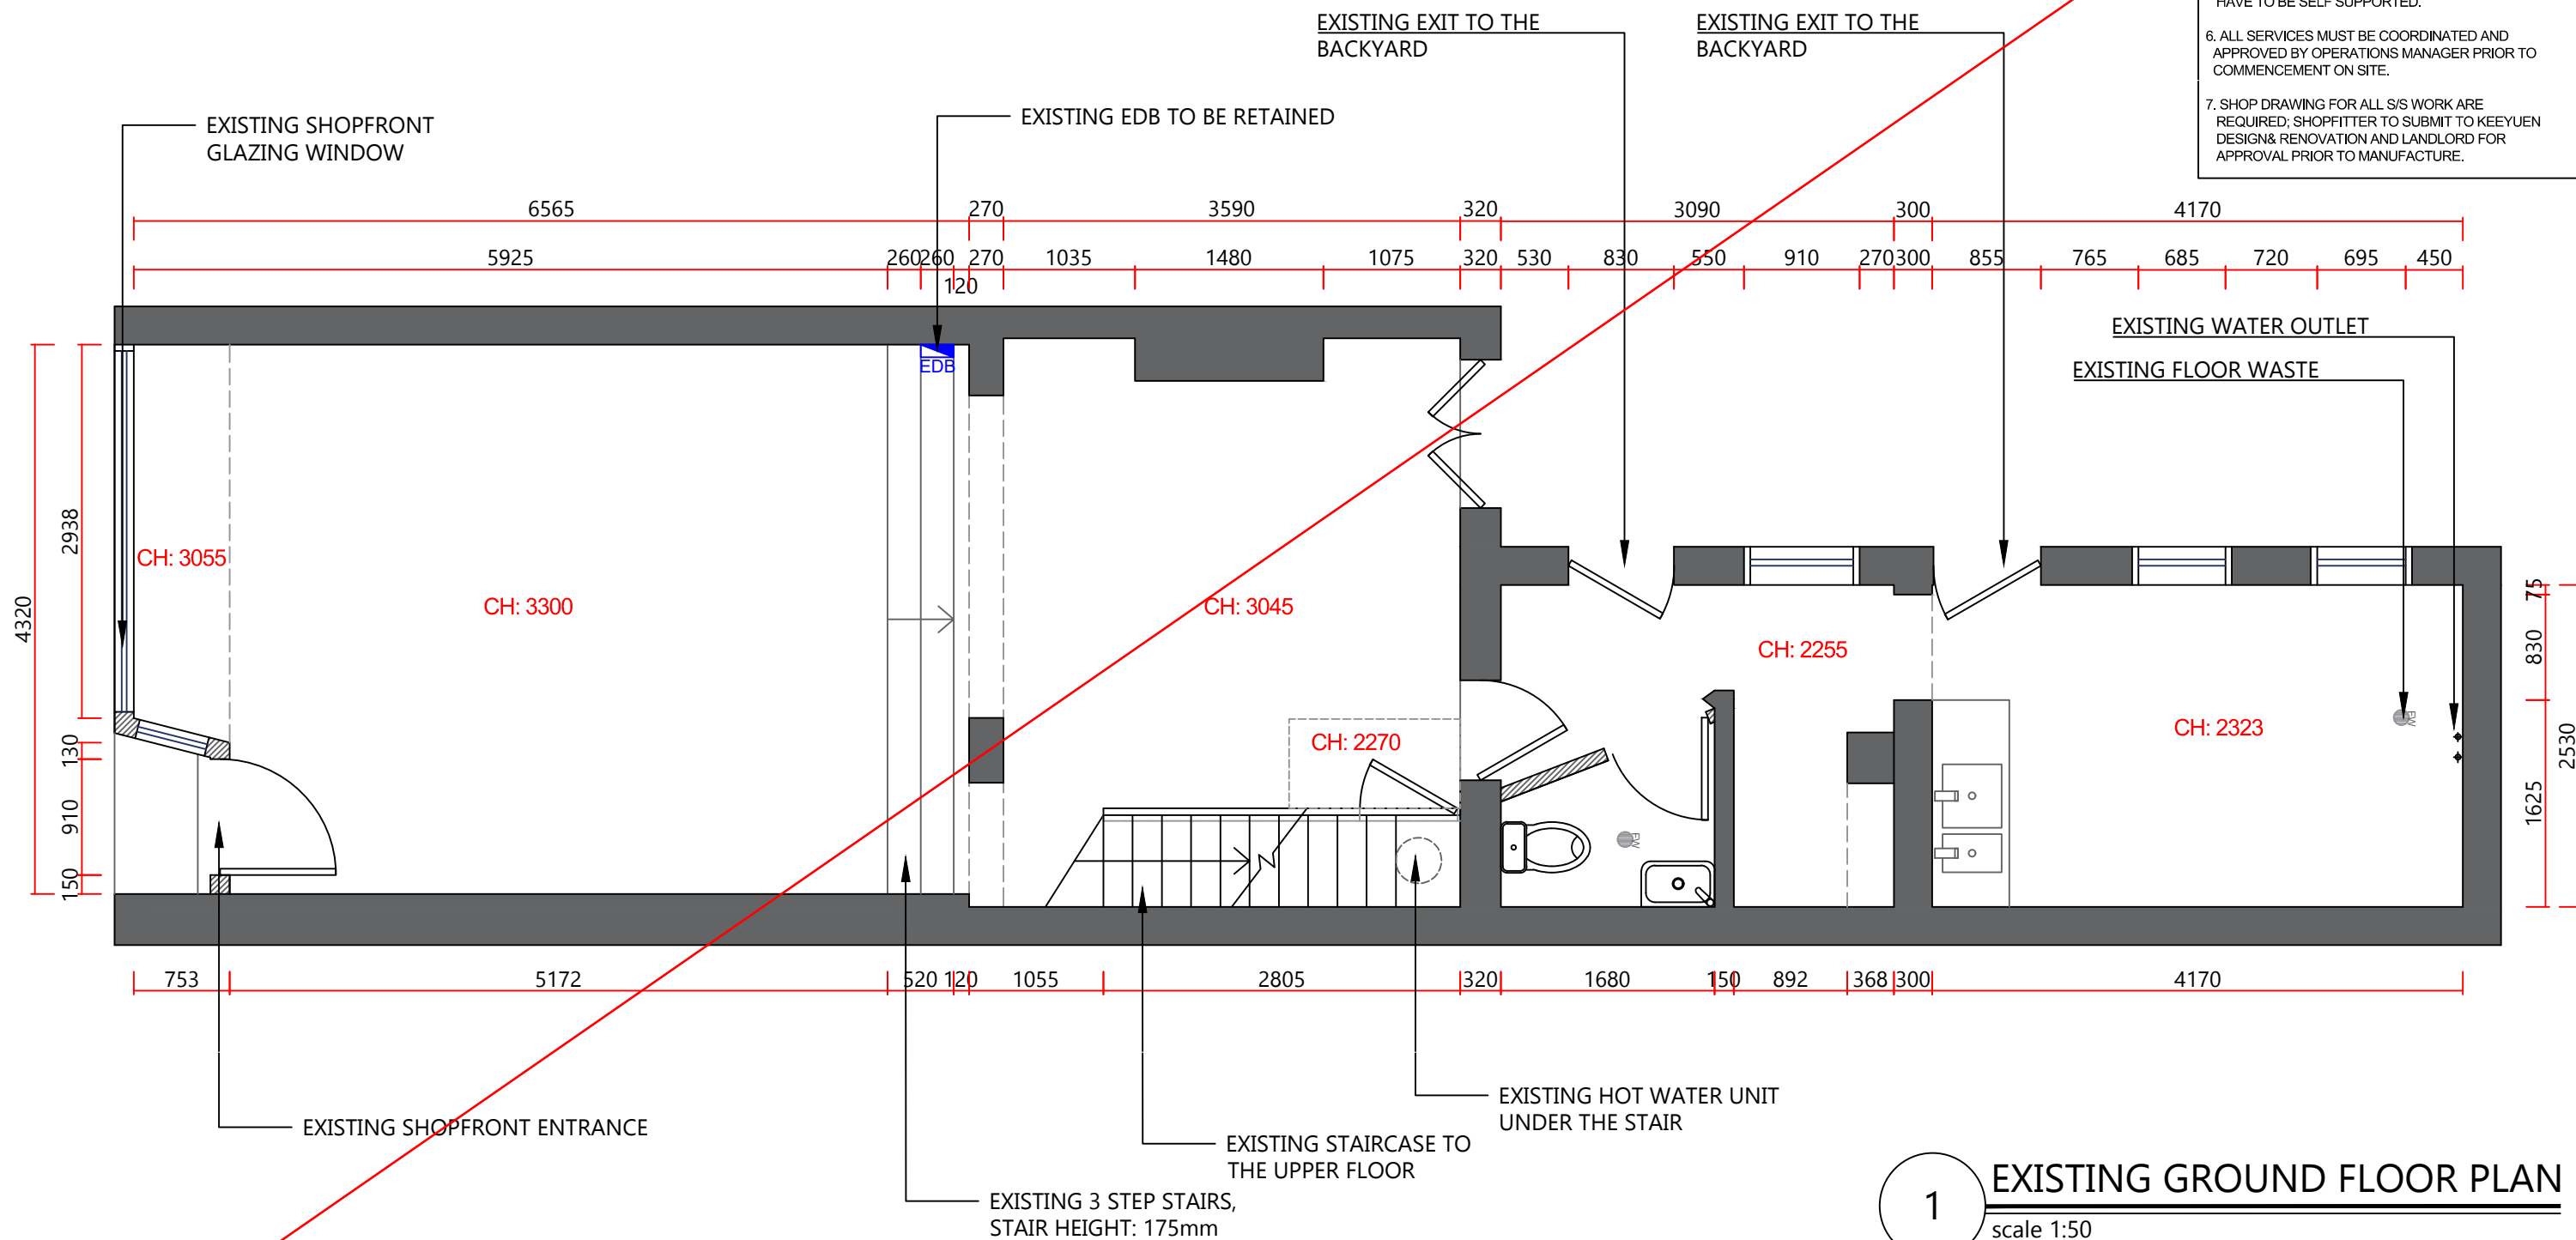 HAVE TO BE SELF SUPPORTED.
6. ALL SERVICES MUST BE COORDINATED AND
APPROVED BY OPERATIONS MANAGER PRIOR TO
COMMENCEMENT ON SITE.
7. SHOP DRAWING FOR ALL S/S WORK ARE
REQUIRED; SHOPFITTER TO SUBMIT TO KEEYUEN
DESIGN& RENOVATION AND LANDLORD FOR
APPROVAL PRIOR TO MANUFACTURE.
EXISTING EXIT TO THE
BACKYARD
EXISTING EXIT TO THE
BACKYARD
EXISTING SHOPFRONT
GLAZING WINDOW
EXISTING EDB TO BE RETAINED
6565 270 3590 320 3090 300 4170
5925 260 260 270 1035 1480 1075 320 530 830 550 910 270 300 855 765 685 720 695 450
120
EXISTING WATER OUTLET
EXISTING FLOOR WASTE
EDB
4320
2938
130
910
150
CH: 3055
CH: 3300
CH: 3045
CH: 2270
CH: 2255
CH: 2323
FW
FW
75
830
1625
2530
753 5172 520 120 1055 2805 320 1680 150 892 368 300 4170
EXISTING SHOPFRONT ENTRANCE
EXISTING HOT WATER UNIT
UNDER THE STAIR
EXISTING STAIRCASE TO
THE UPPER FLOOR
EXISTING 3 STEP STAIRS,
STAIR HEIGHT: 175mm
1
EXISTING GROUND FLOOR PLAN
scale 1:50